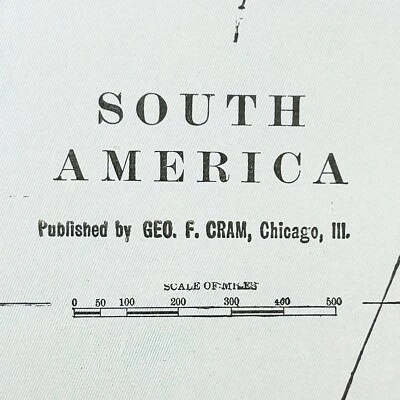 SOUTH
AMERICA
Published by GEO. F. CRAM, Chicago, Ill.
SCALE OF MILES
0 50 100 200 300 400 500